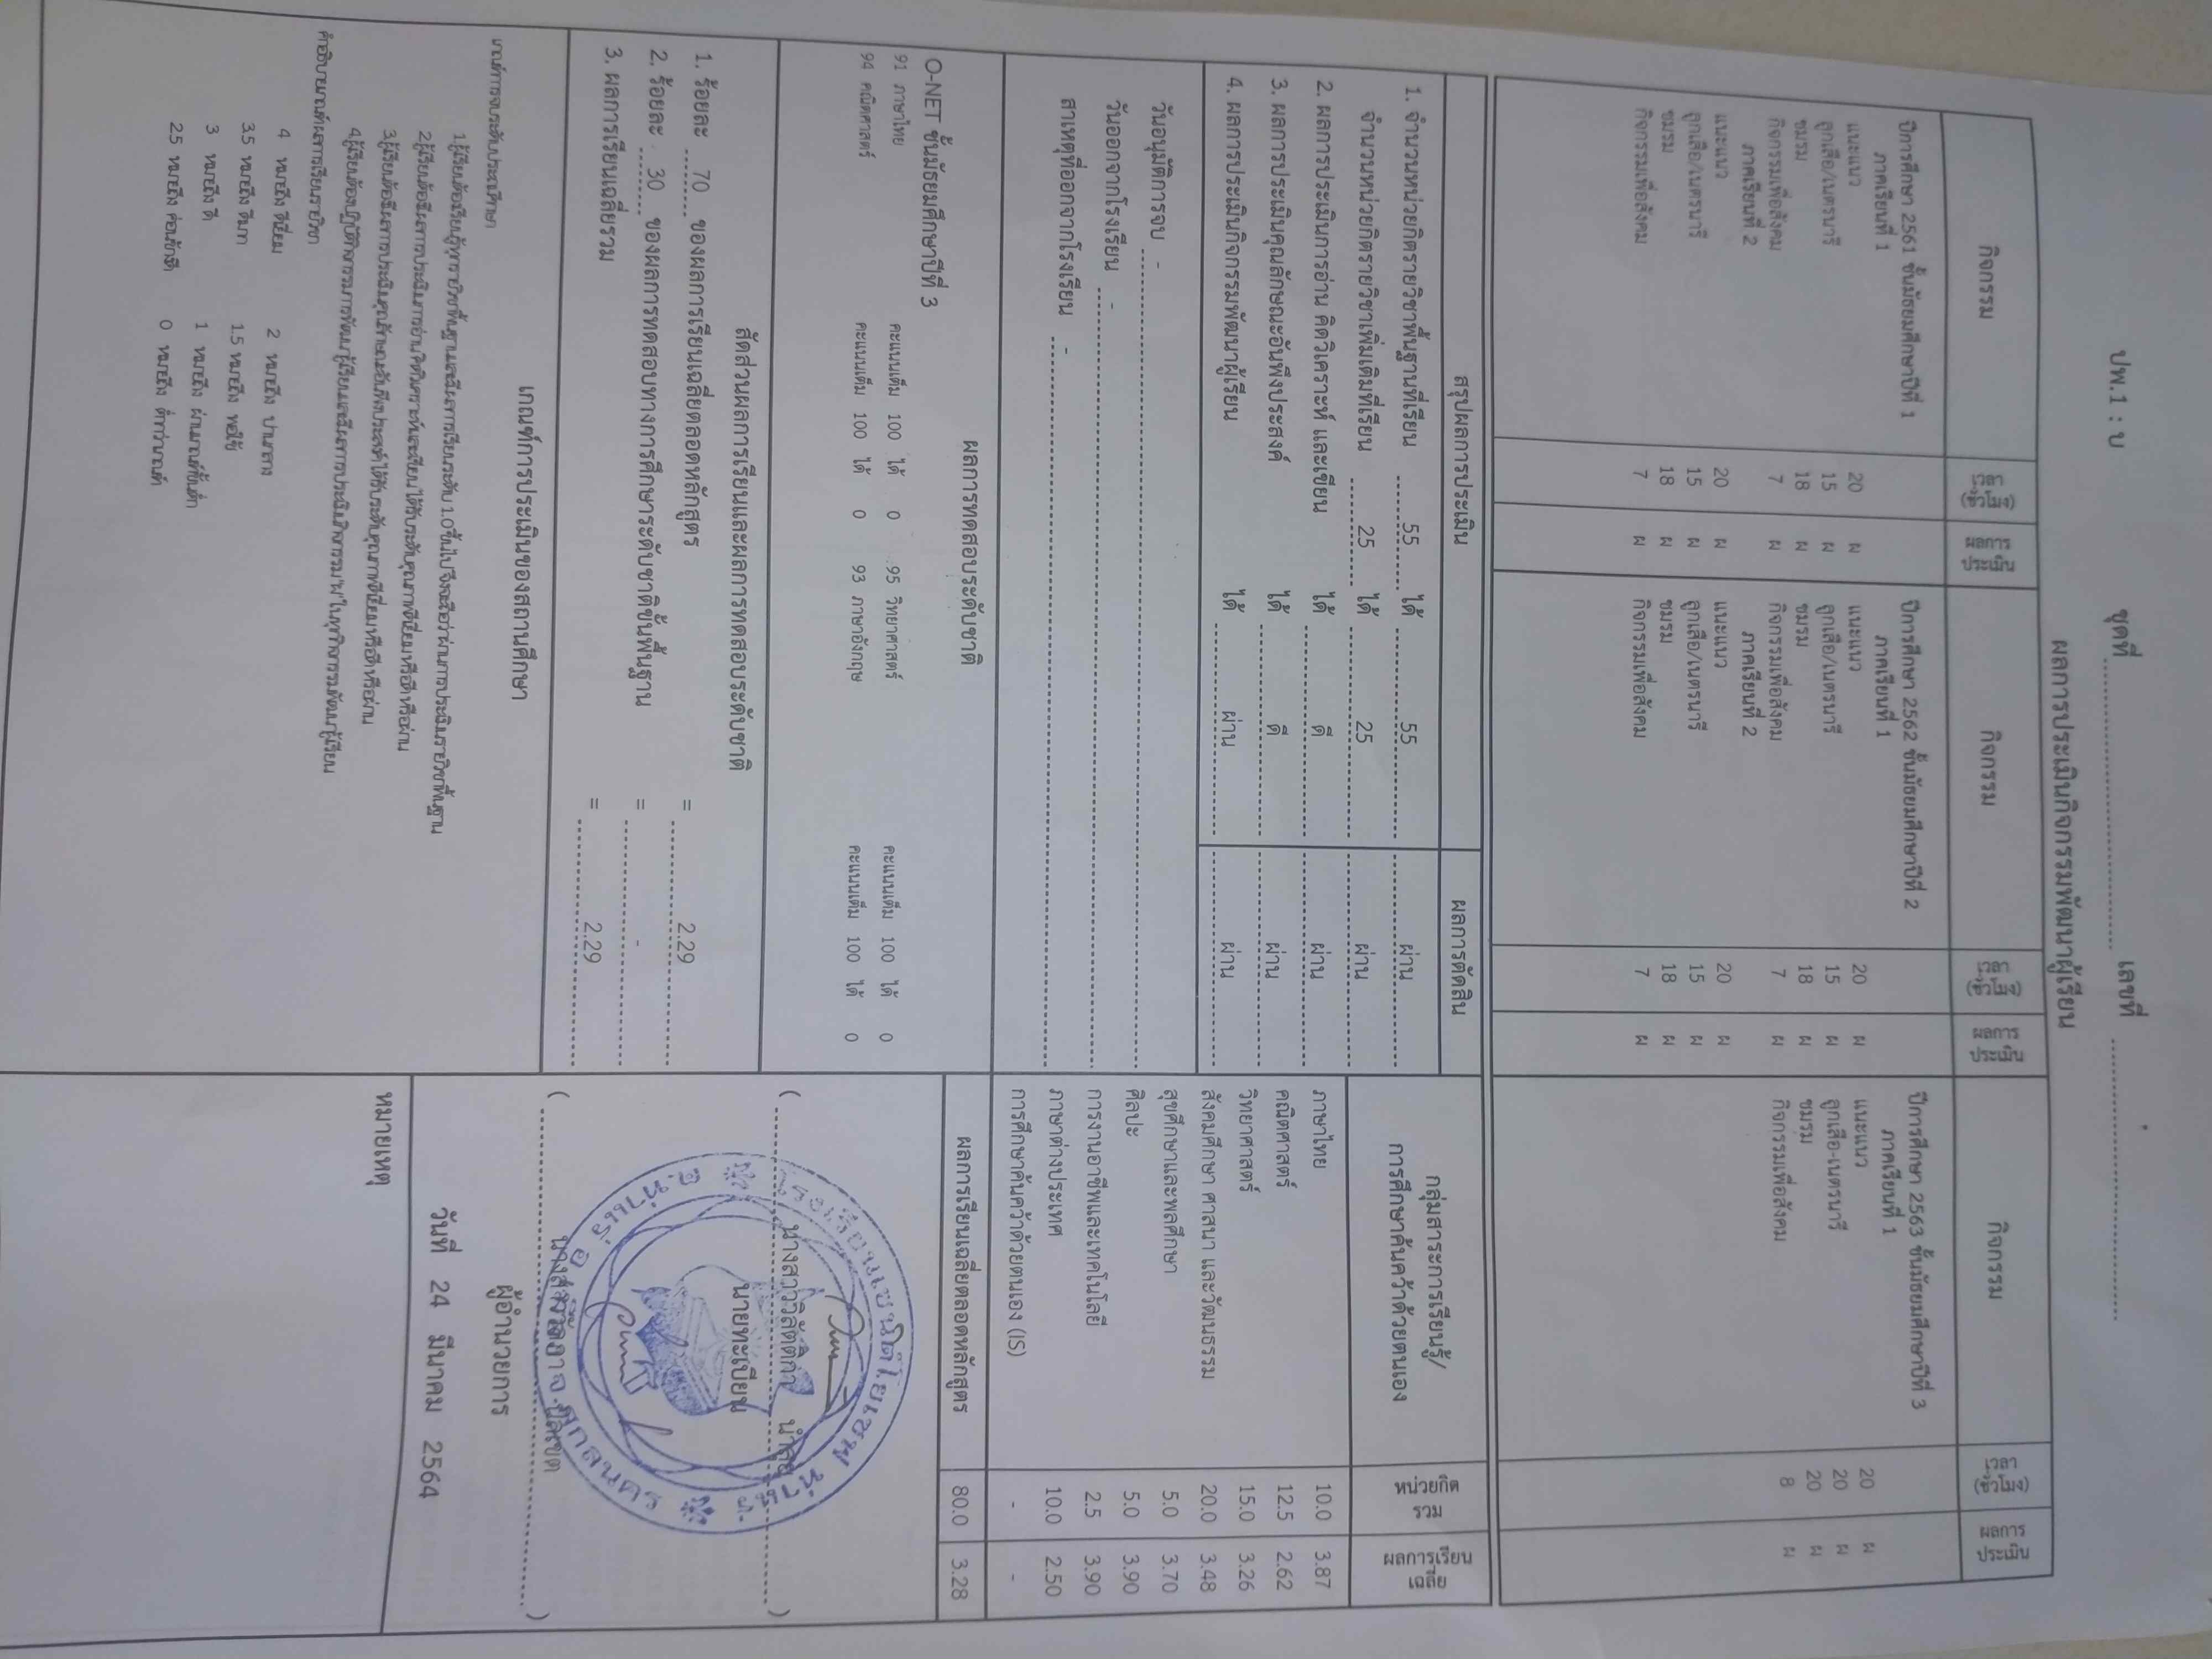 ปพ.1 : บ ชุดที่ เลขที่
ผลการประเมินกิจกรรมพัฒนาผู้เรียน
กิจกรรม เวลา (ชั่วโมง) ผลการประเมิน กิจกรรม เวลา (ชั่วโมง) ผลการประเมิน กิจกรรม เวลา (ชั่วโมง) ผลการประเมิน
ปีการศึกษา 2561 ชั้นมัธยมศึกษาปีที่ 1 ปีการศึกษา 2562 ชั้นมัธยมศึกษาปีที่ 2 ปีการศึกษา 2563 ชั้นมัธยมศึกษาปีที่ 3
ภาคเรียนที่ 1 ภาคเรียนที่ 1 ภาคเรียนที่ 1
แนะแนว 20 ผ แนะแนว 20 ผ แนะแนว 20 ผ
ลูกเสือ/เนตรนารี 15 ผ ลูกเสือ/เนตรนารี 15 ผ ลูกเสือ-เนตรนารี 20 ผ
ชมรม 18 ผ ชมรม 18 ผ ชมรม 20 ผ
กิจกรรมเพื่อสังคม 7 ผ กิจกรรมเพื่อสังคม 7 ผ กิจกรรมเพื่อสังคม 8 ผ
ภาคเรียนที่ 2 ภาคเรียนที่ 2
แนะแนว 20 ผ แนะแนว 20 ผ
ลูกเสือ/เนตรนารี 15 ผ ลูกเสือ/เนตรนารี 15 ผ
ชมรม 18 ผ ชมรม 18 ผ
กิจกรรมเพื่อสังคม 7 ผ กิจกรรมเพื่อสังคม 7 ผ
สรุปผลการประเมิน ผลการตัดสิน
1. จำนวนหน่วยกิตรายวิชาพื้นฐานที่เรียน 55 ได้ 55 ผ่าน
จำนวนหน่วยกิตรายวิชาเพิ่มเติมที่เรียน 25 ได้ 25 ผ่าน
2. ผลการประเมินการอ่าน คิดวิเคราะห์ และเขียน ได้ ดี ผ่าน
3. ผลการประเมินคุณลักษณะอันพึงประสงค์ ได้ ดี ผ่าน
4. ผลการประเมินกิจกรรมพัฒนาผู้เรียน ได้ ผ่าน ผ่าน
วันอนุมัติการจบ -
วันออกจากโรงเรียน -
สาเหตุที่ออกจากโรงเรียน -
ผลการทดสอบระดับชาติ
O-NET ชั้นมัธยมศึกษาปีที่ 3
91 ภาษาไทย คะแนนเต็ม 100 ได้ 0 95 วิทยาศาสตร์ คะแนนเต็ม 100 ได้ 0
94 คณิตศาสตร์ คะแนนเต็ม 100 ได้ 0 93 ภาษาอังกฤษ คะแนนเต็ม 100 ได้ 0
สัดส่วนผลการเรียนและผลการทดสอบระดับชาติ
1. ร้อยละ 70 ของผลการเรียนเฉลี่ยตลอดหลักสูตร = 2.29
2. ร้อยละ 30 ของผลการทดสอบทางการศึกษาระดับชาติขั้นพื้นฐาน = -
3. ผลการเรียนเฉลี่ยรวม = 2.29
เกณฑ์การประเมินของสถานศึกษา
เกณฑ์การจบระดับประถมศึกษา
1.ผู้เรียนต้องเรียนรู้ทุกรายวิชาพื้นฐานและมีผลการเรียนระดับ 1.0ขึ้นไป จึงจะถือว่าผ่านการประเมินรายวิชาพื้นฐาน
2.ผู้เรียนต้องมีผลการประเมินการอ่าน คิดวิเคราะห์และเขียน ได้รับระดับคุณภาพดีเยี่ยม หรือดี หรือผ่าน
3.ผู้เรียนต้องมีผลการประเมินคุณลักษณะอันพึงประสงค์ ได้รับระดับคุณภาพดีเยี่ยม หรือดี หรือผ่าน
4.ผู้เรียนต้องปฏิบัติกิจกรรมการพัฒนาผู้เรียนและมีผลการประเมินกิจกรรม "ผ" ในทุกกิจกรรมพัฒนาผู้เรียน
คำอธิบายเกณฑ์ผลการเรียนรายวิชา
4 หมายถึง ดีเยี่ยม 2 หมายถึง ปานกลาง
3.5 หมายถึง ดีมาก 1.5 หมายถึง พอใช้
3 หมายถึง ดี 1 หมายถึง ผ่านเกณฑ์ขั้นต่ำ
2.5 หมายถึง ค่อนข้างดี 0 หมายถึง ต่ำกว่าเกณฑ์
กลุ่มสาระการเรียนรู้/ หน่วยกิต ผลการเรียน
การศึกษาค้นคว้าด้วยตนเอง รวม เฉลี่ย
ภาษาไทย 10.0 3.87
คณิตศาสตร์ 12.5 2.62
วิทยาศาสตร์ 15.0 3.26
สังคมศึกษา ศาสนา และวัฒนธรรม 20.0 3.48
สุขศึกษาและพลศึกษา 5.0 3.70
ศิลปะ 5.0 3.90
การงานอาชีพและเทคโนโลยี 2.5 3.90
ภาษาต่างประเทศ 10.0 2.50
การศึกษาค้นคว้าด้วยตนเอง (IS) - -
ผลการเรียนเฉลี่ยตลอดหลักสูตร 80.0 3.28
( นางสาววิลัตติกา )
นายทะเบียน
ผู้อำนวยการ
วันที่ 24 มีนาคม 2564
หมายเหตุ